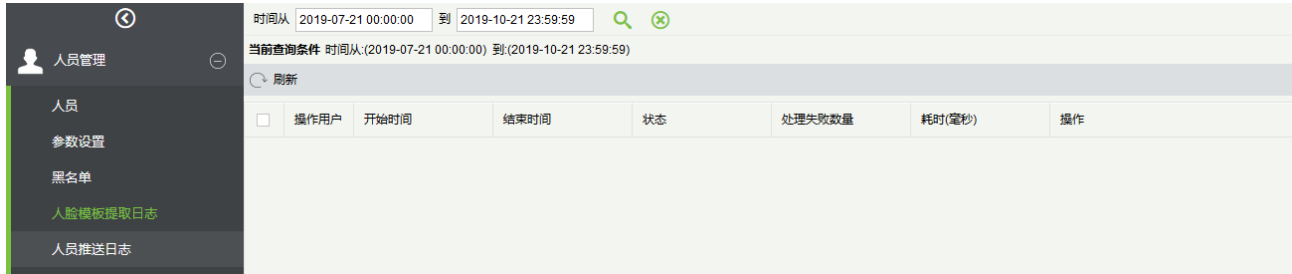 时间从 2019-07-21 00:00:00 到 2019-10-21 23:59:59
当前查询条件 时间从:(2019-07-21 00:00:00) 到:(2019-10-21 23:59:59)
刷新
操作用户 开始时间 结束时间 状态 处理失败数量 耗时(毫秒) 操作
人员管理
人员
参数设置
黑名单
人脸模板提取日志
人员推送日志